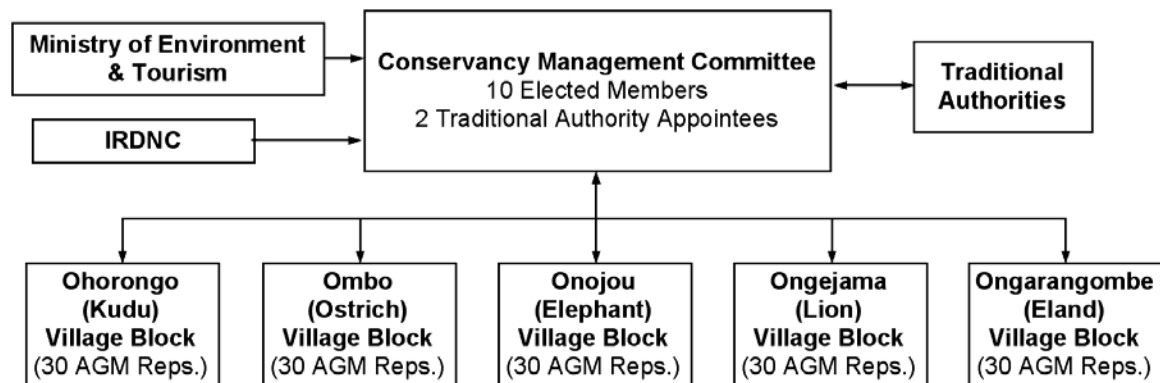 Ministry of Environment
& Tourism
IRDNC
Conservancy Management Committee
10 Elected Members
2 Traditional Authority Appointees
Traditional
Authorities
Ohorongo
(Kudu)
Village Block
(30 AGM Reps.)
Ombo
(Ostrich)
Village Block
(30 AGM Reps.)
Onojou
(Elephant)
Village Block
(30 AGM Reps.)
Ongejama
(Lion)
Village Block
(30 AGM Reps.)
Ongarangombe
(Eland)
Village Block
(30 AGM Reps.)